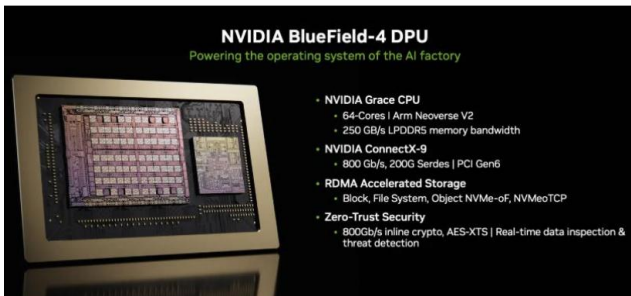 NVIDIA BlueField-4 DPU
Powering the operating system of the AI factory
• NVIDIA Grace CPU
• 64-Cores | Arm Neoverse V2
• 250 GB/s LPDDR5 memory bandwidth
• NVIDIA ConnectX-9
• 800 Gb/s, 200G Serdes | PCI Gen6
• RDMA Accelerated Storage
• Block, File System, Object NVMe-oF, NVMeoTCP
• Zero-Trust Security
• 800Gb/s inline crypto, AES-XTS | Real-time data inspection &
threat detection